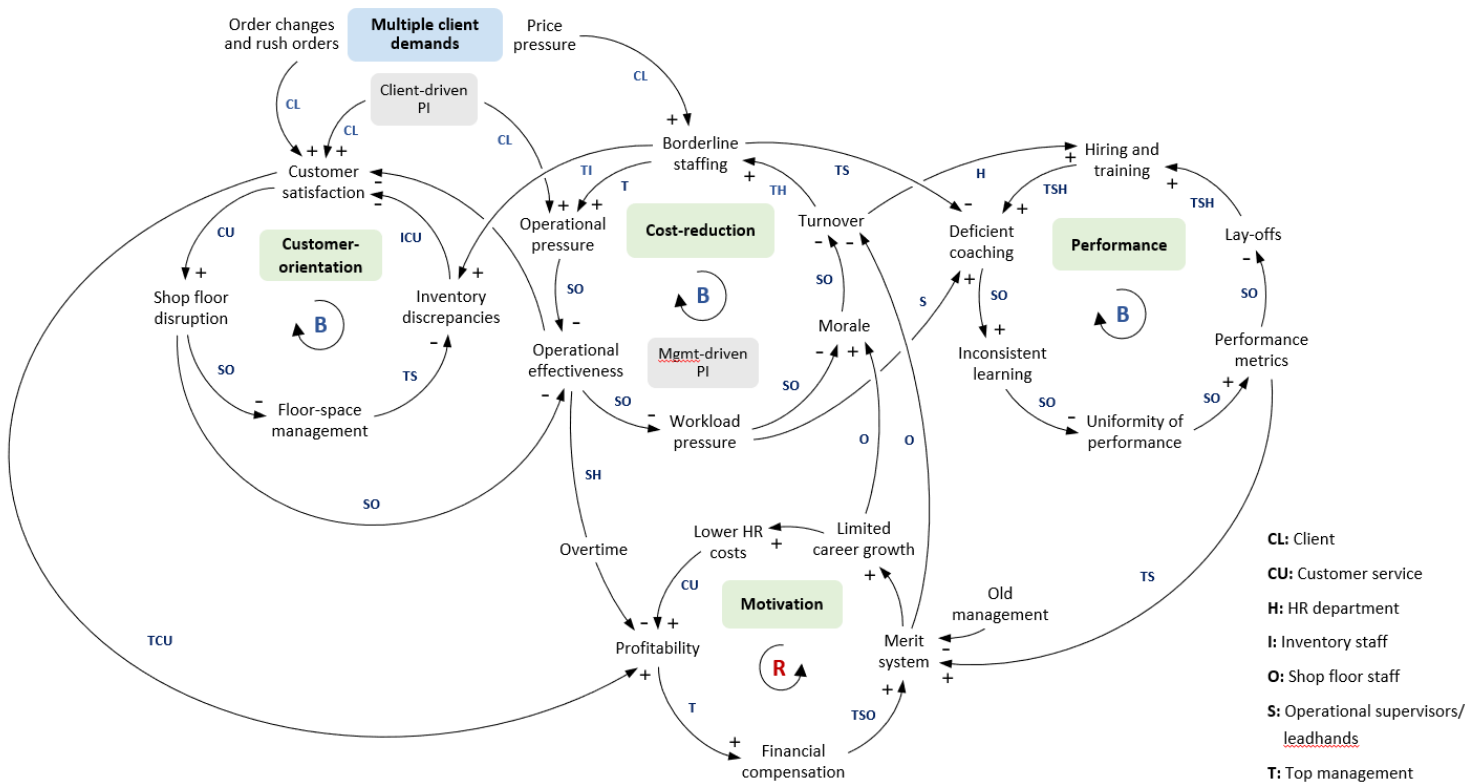 Order changes
and rush orders
Multiple client
demands
Price
pressure
CL
Client-driven
PI
CL
CL
CL
+
+ +
Customer
satisfaction
-
-
Borderline
staffing
+
TI
T
TH
TS
H
Hiring and
training
+
+
TSH
TSH
CU
Customer-
orientation
ICU
+ +
Operational
pressure
Cost-reduction
Turnover
- -
-
+
Deficient
coaching
+
Performance
Lay-offs
-
+
Shop floor
disruption
B
+
Inventory
discrepancies
-
SO
-
B
SO
S
SO
+
B
SO
Morale
- +
Operational
effectiveness
-
Mgmt-driven
PI
Inconsistent
learning
Performance
metrics
+
SO
TS
SO
SO
SO
SO
-
Floor-space
management
-
Workload
pressure
-
Uniformity of
performance
SO
SH
O
O
Overtime
Lower HR
costs
+
Limited
career growth
+
CU
Motivation
Old
management
TS
TCU
- +
Profitability
+
R
Merit
system
-
+
+
T
TSO
+
Financial
compensation
CL: Client
CU: Customer service
H: HR department
I: Inventory staff
O: Shop floor staff
S: Operational supervisors/
leadhands
T: Top management